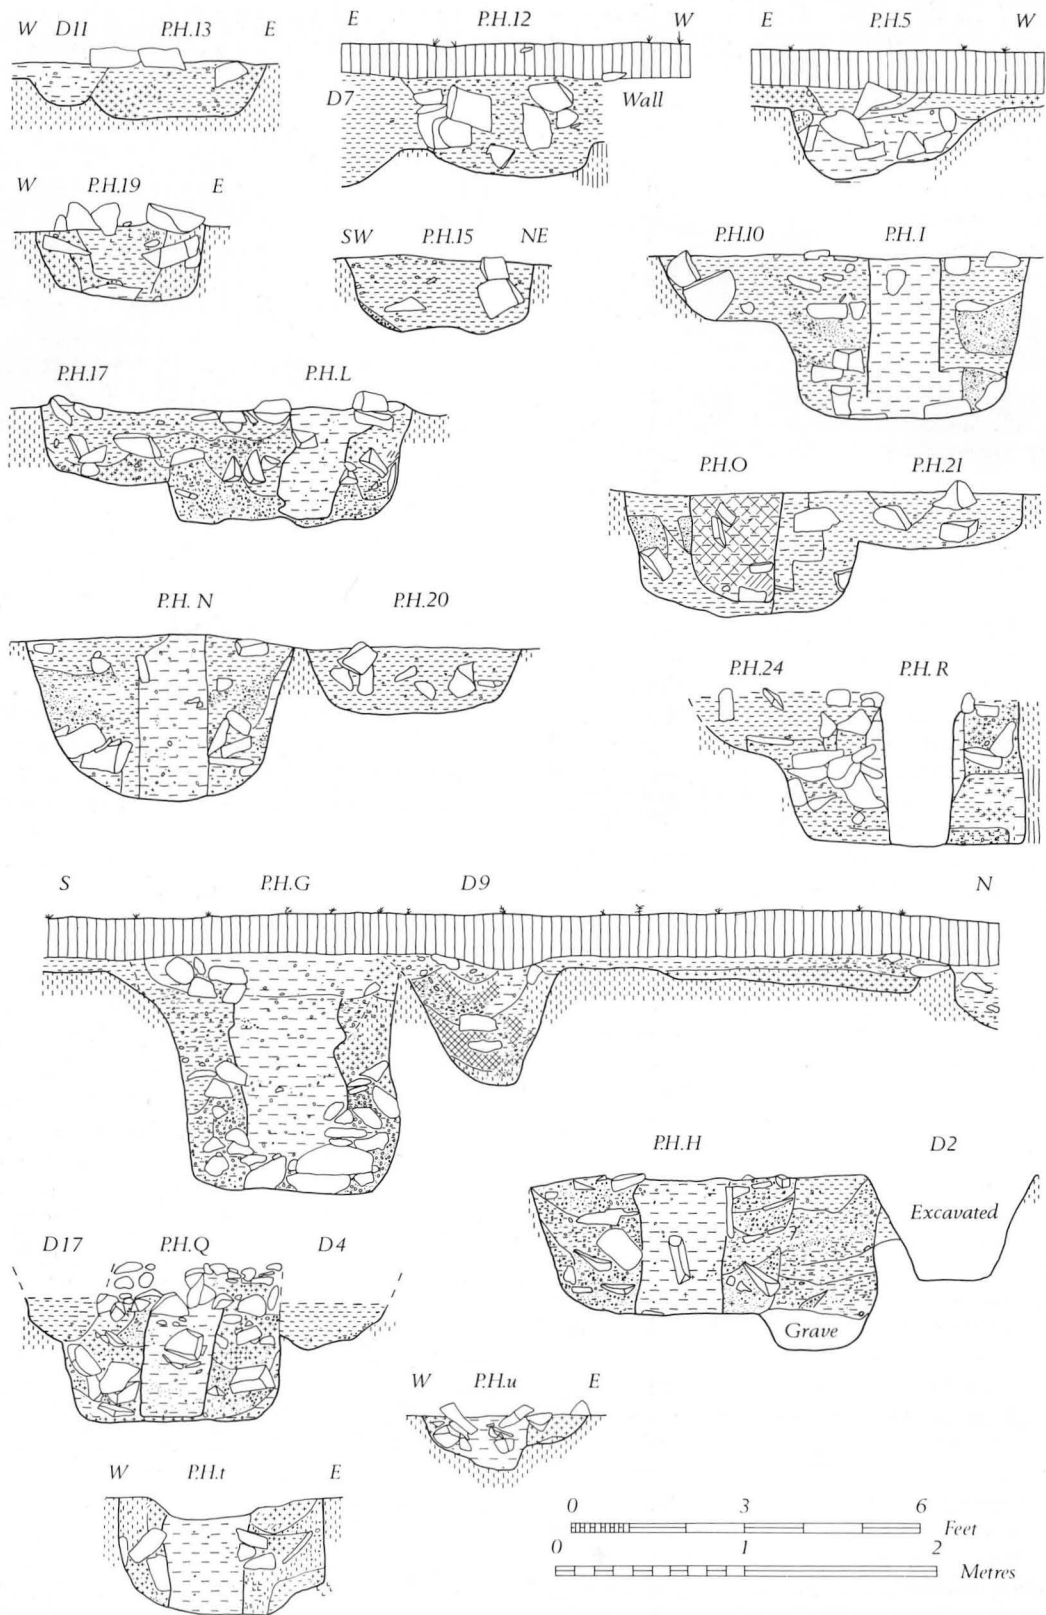 W D11 P.H.13 E
E P.H.12 W
E P.H.5 W
D7 Wall
W P.H.19 E
SW P.H.15 NE
P.H.10 P.H.I
P.H.17 P.H.L
P.H.O P.H.21
P.H. N P.H.20
P.H.24 P.H. R
S P.H.G D9 N
P.H.H D2
Excavated
D17 P.H.Q D4
Grave
W P.H.u E
W P.H.t E
0 3 6
Feet
0 1 2
Metres